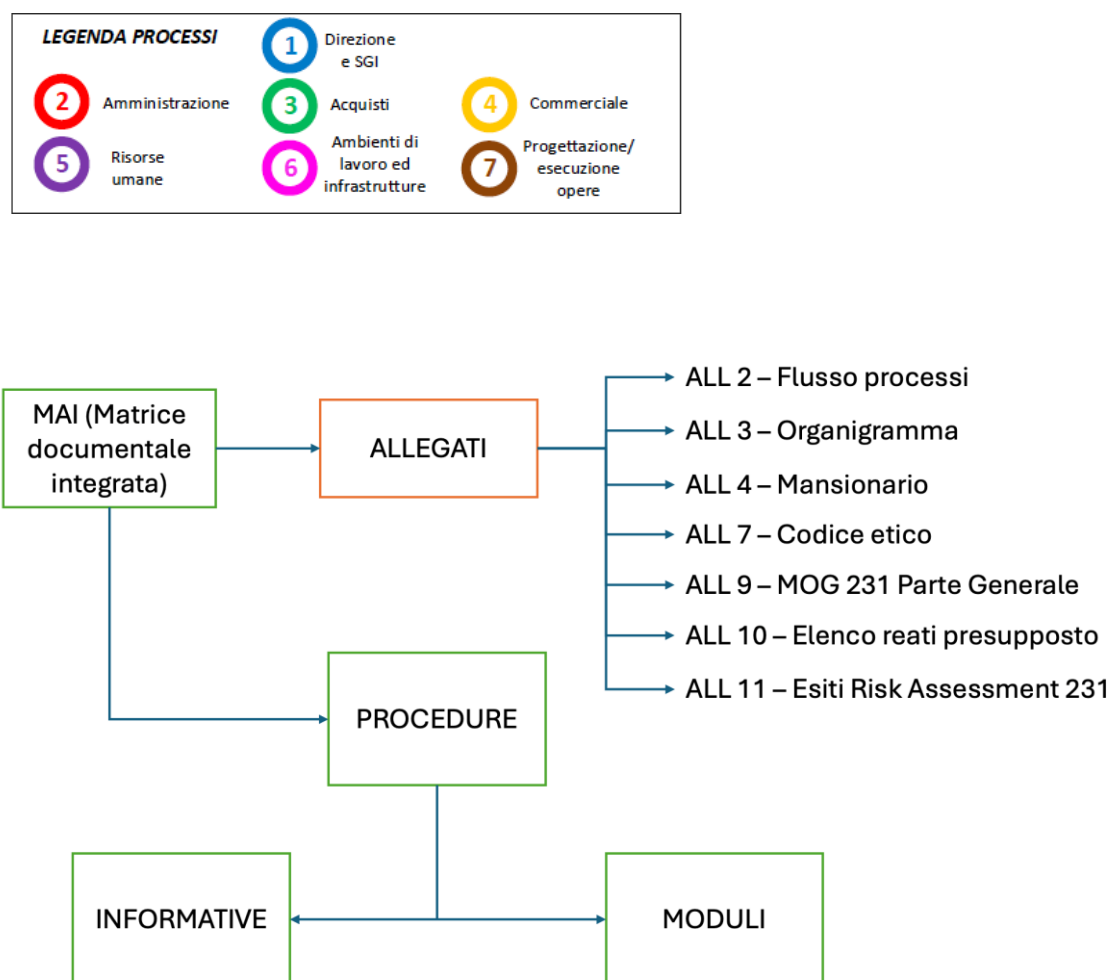 LEGENDA PROCESSI
1
Direzione
e SGI
2
Amministrazione
3
Acquisti
4
Commerciale
5
Risorse
umane
6
Ambienti di
lavoro ed
infrastrutture
7
Progettazione/
esecuzione
opere
MAI (Matrice
documentale
integrata)
ALLEGATI
ALL 2 – Flusso processi
ALL 3 – Organigramma
ALL 4 – Mansionario
ALL 7 – Codice etico
ALL 9 – MOG 231 Parte Generale
ALL 10 – Elenco reati presupposto
ALL 11 – Esiti Risk Assessment 231
PROCEDURE
INFORMATIVE
MODULI